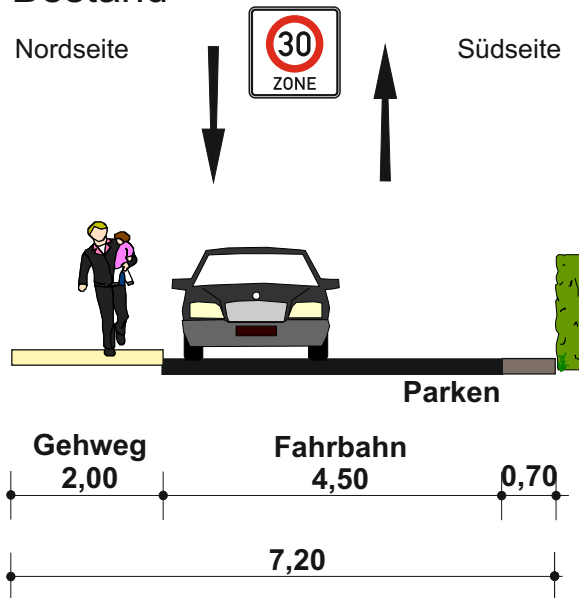 Bestand
Nordseite
30
ZONE
Südseite
Parken
Gehweg
2,00
Fahrbahn
4,50
0,70
7,20